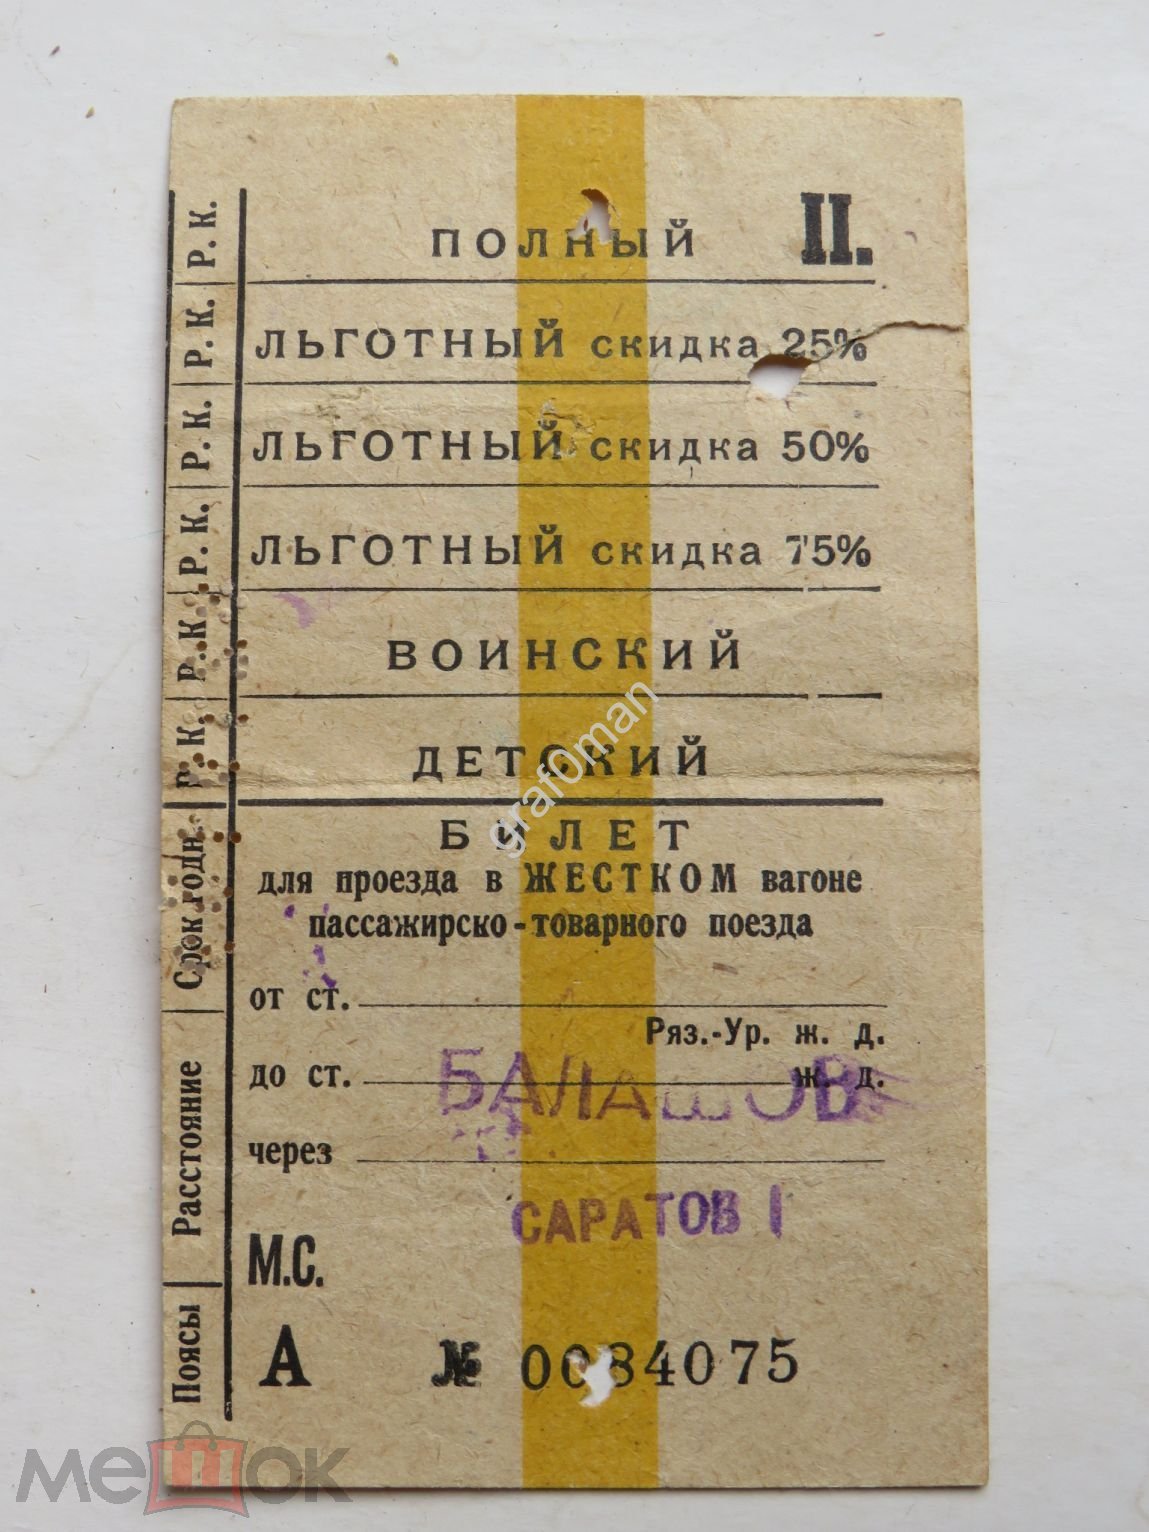 ПОЛНЫЙ II.
ЛЬГОТНЫЙ скидка 25%
ЛЬГОТНЫЙ скидка 50%
ЛЬГОТНЫЙ скидка 75%
ВОИНСКИЙ
ДЕТСКИЙ
БИЛЕТ
для проезда в ЖЕСТКОМ вагоне
пассажирско-товарного поезда
от ст.
Ряз.-Ур. ж. д.
до ст. ж. д.
БАЛАШОВ
через
САРАТОВ I
М.С.
А № 0084075
Р. К.
Р. К.
Р. К.
Р. К.
Р. К.
Р. К.
Срок годн.
Расстояние
Поясы
graf0man
мешок